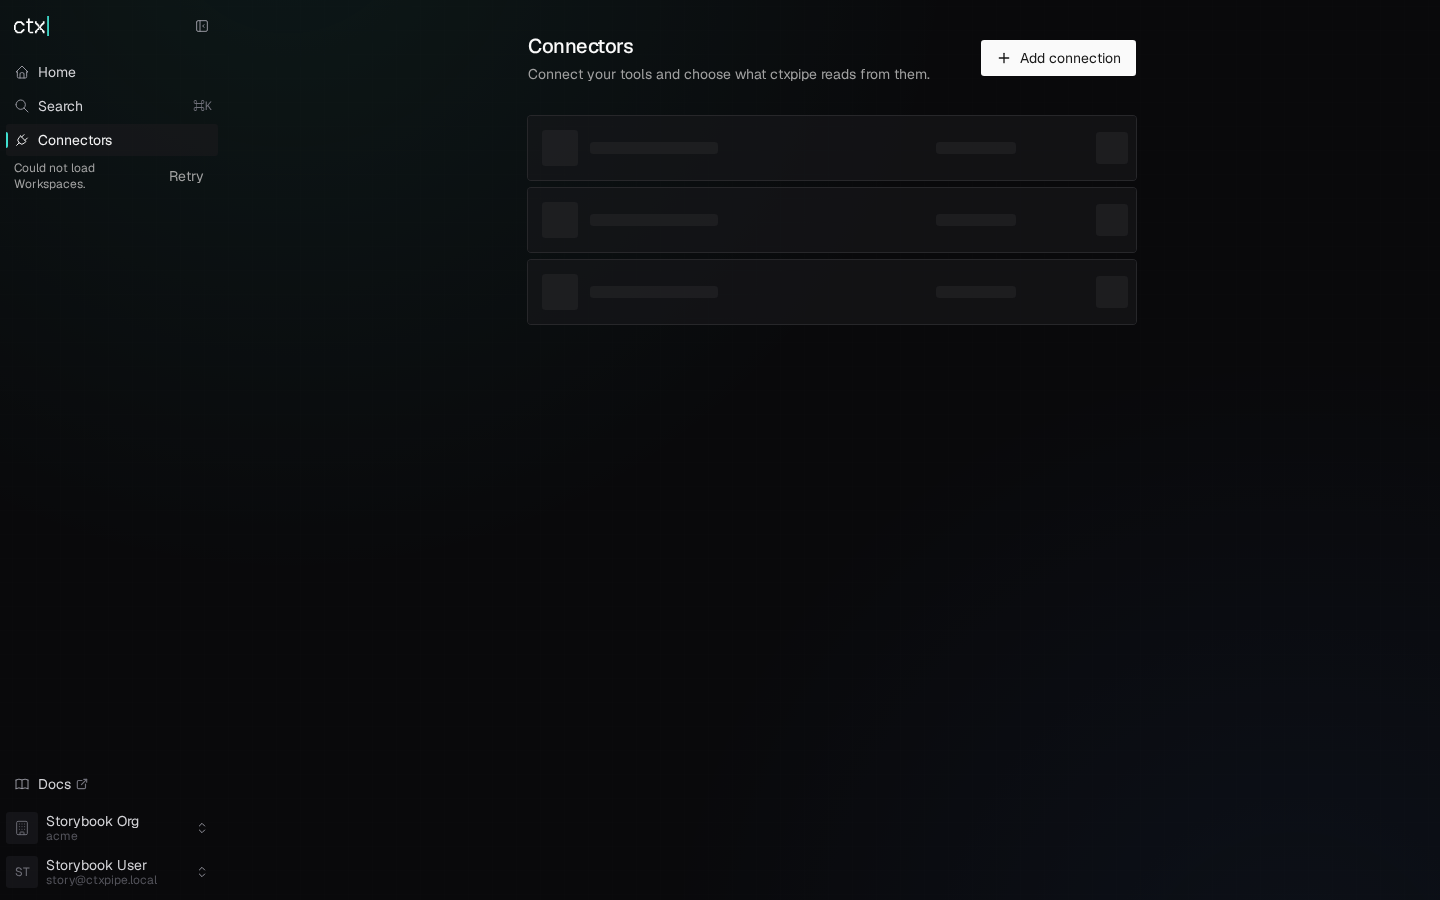 ctx
Home
Search ⌘K
Connectors
Could not load
Workspaces.
Retry
Connectors
Connect your tools and choose what ctxpipe reads from them.
Add connection
Docs
Storybook Org
acme
ST
Storybook User
story@ctxpipe.local